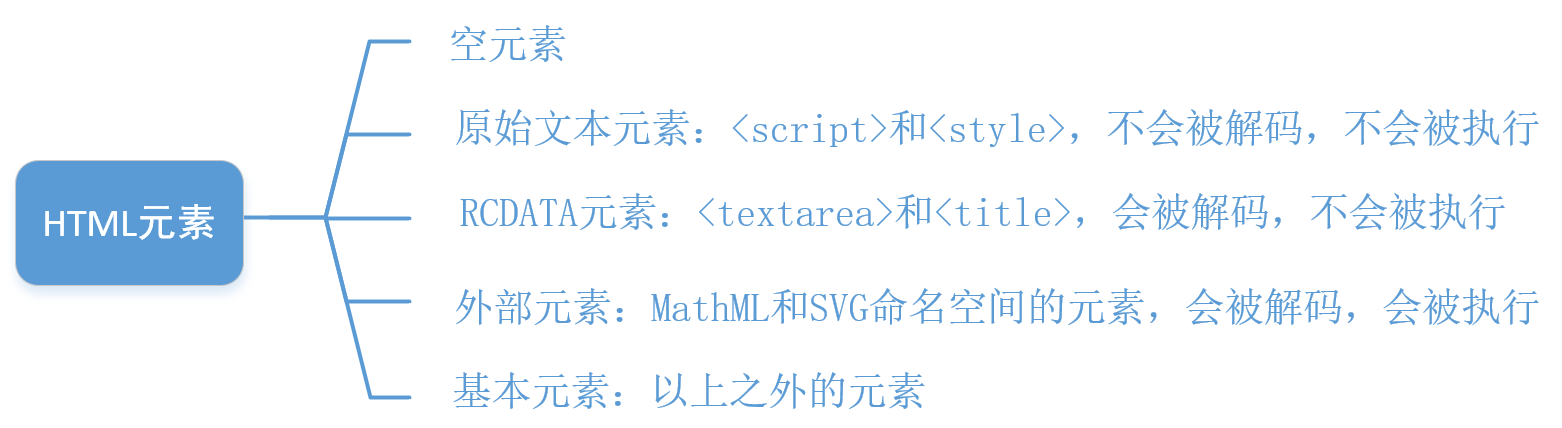 空元素
原始文本元素：<script>和<style>，不会被解码，不会被执行
RCDATA元素：<textarea>和<title>，会被解码，不会被执行
HTML元素
外部元素：MathML和SVG命名空间的元素，会被解码，会被执行
基本元素：以上之外的元素